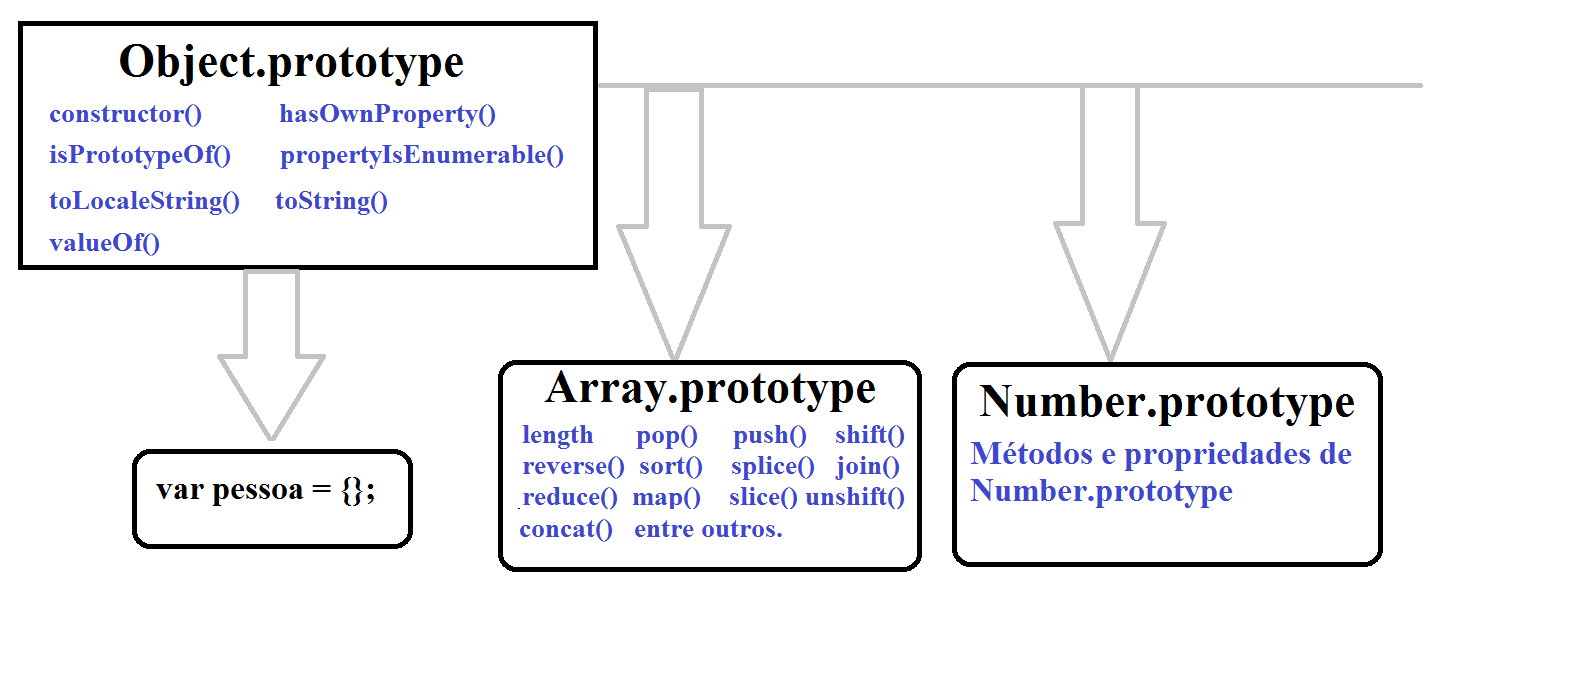 Object.prototype
constructor() hasOwnProperty()
isPrototypeOf() propertyIsEnumerable()
toLocaleString() toString()
valueOf()
var pessoa = {};
Array.prototype
length pop() push() shift()
reverse() sort() splice() join()
reduce() map() slice() unshift()
concat() entre outros.
Number.prototype
Métodos e propriedades de
Number.prototype